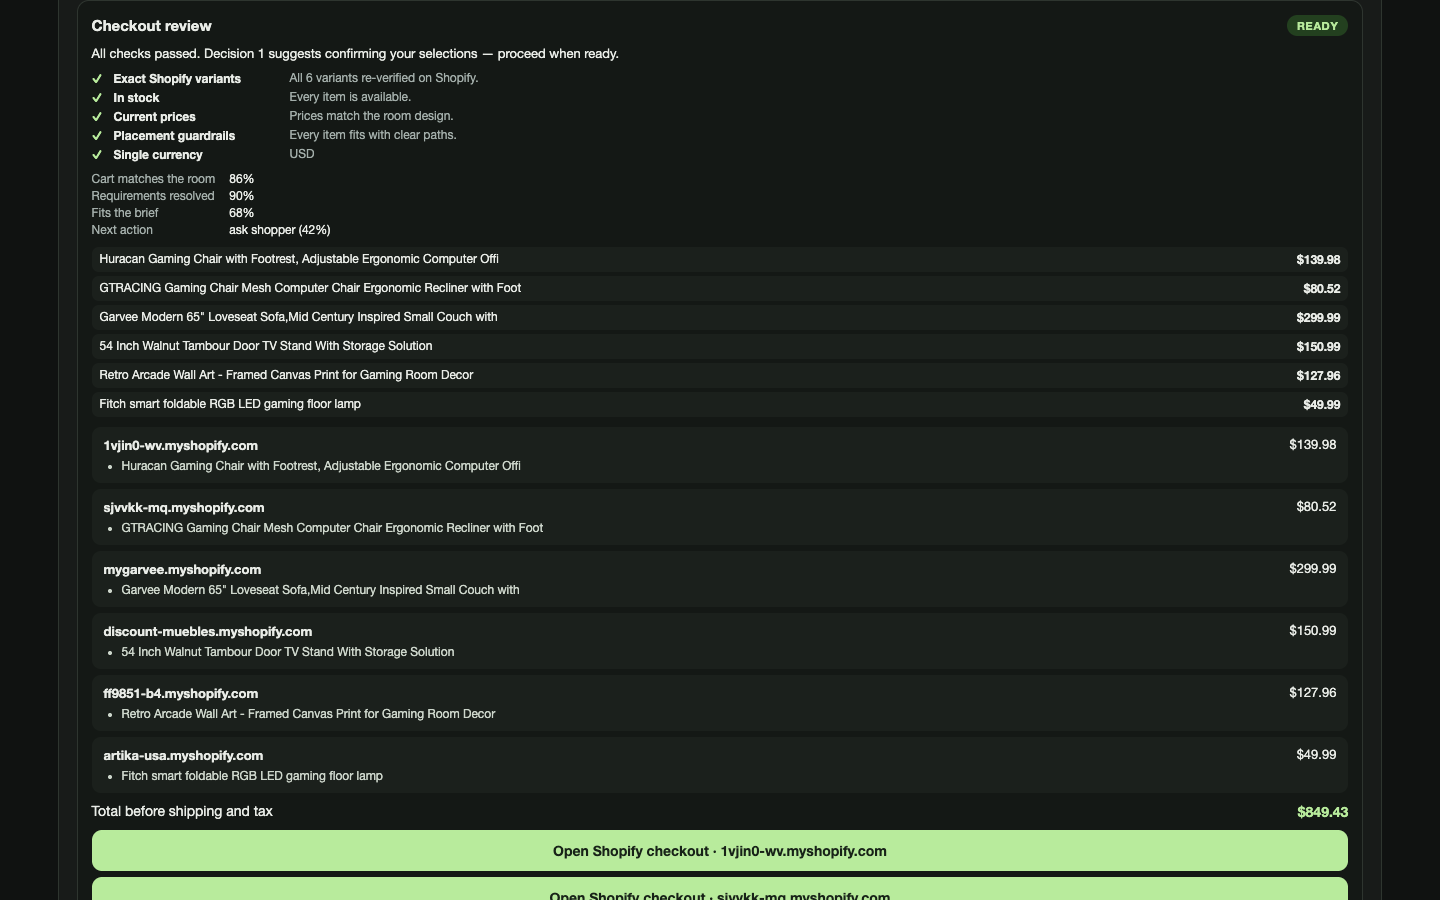 Checkout review
READY
All checks passed. Decision 1 suggests confirming your selections — proceed when ready.
✓ Exact Shopify variants All 6 variants re-verified on Shopify.
✓ In stock Every item is available.
✓ Current prices Prices match the room design.
✓ Placement guardrails Every item fits with clear paths.
✓ Single currency USD
Cart matches the room 86%
Requirements resolved 90%
Fits the brief 68%
Next action ask shopper (42%)
Huracan Gaming Chair with Footrest, Adjustable Ergonomic Computer Offi $139.98
GTRACING Gaming Chair Mesh Computer Chair Ergonomic Recliner with Foot $80.52
Garvee Modern 65" Loveseat Sofa,Mid Century Inspired Small Couch with $299.99
54 Inch Walnut Tambour Door TV Stand With Storage Solution $150.99
Retro Arcade Wall Art - Framed Canvas Print for Gaming Room Decor $127.96
Fitch smart foldable RGB LED gaming floor lamp $49.99
1vjin0-wv.myshopify.com $139.98
• Huracan Gaming Chair with Footrest, Adjustable Ergonomic Computer Offi
sjvvkk-mq.myshopify.com $80.52
• GTRACING Gaming Chair Mesh Computer Chair Ergonomic Recliner with Foot
mygarvee.myshopify.com $299.99
• Garvee Modern 65" Loveseat Sofa,Mid Century Inspired Small Couch with
discount-muebles.myshopify.com $150.99
• 54 Inch Walnut Tambour Door TV Stand With Storage Solution
ff9851-b4.myshopify.com $127.96
• Retro Arcade Wall Art - Framed Canvas Print for Gaming Room Decor
artika-usa.myshopify.com $49.99
• Fitch smart foldable RGB LED gaming floor lamp
Total before shipping and tax $849.43
Open Shopify checkout · 1vjin0-wv.myshopify.com
Open Shopify checkout · sjvvkk-mq.myshopify.com